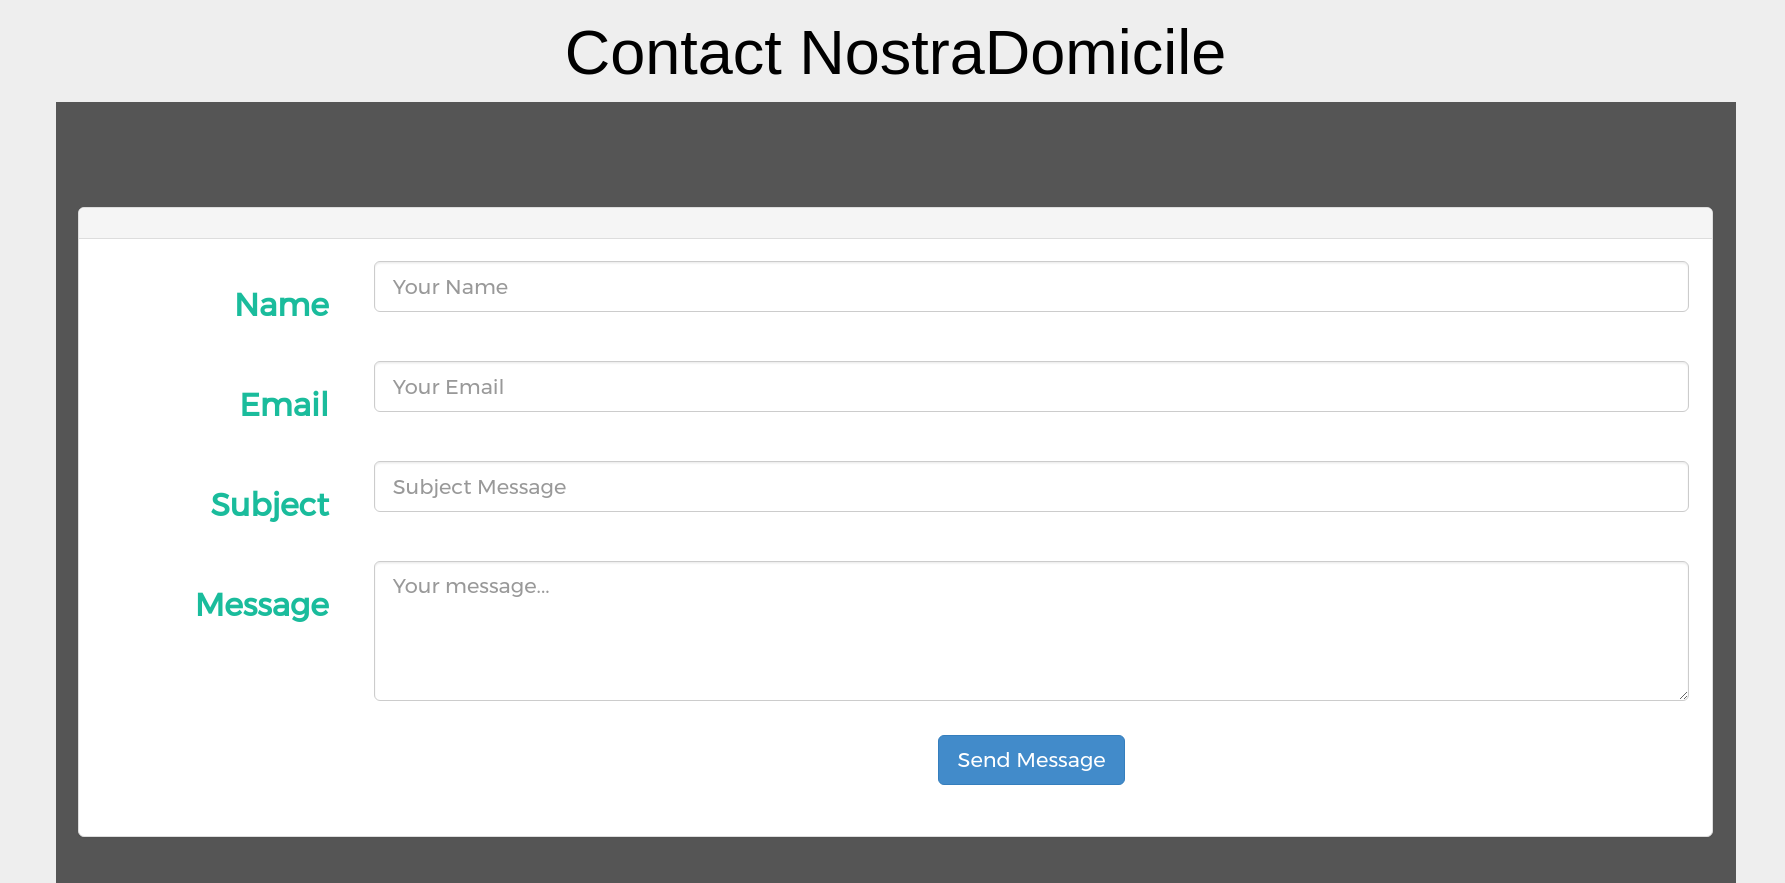 Contact NostraDomicile
Name
Your Name
Email
Your Email
Subject
Subject Message
Message
Your message...
Send Message